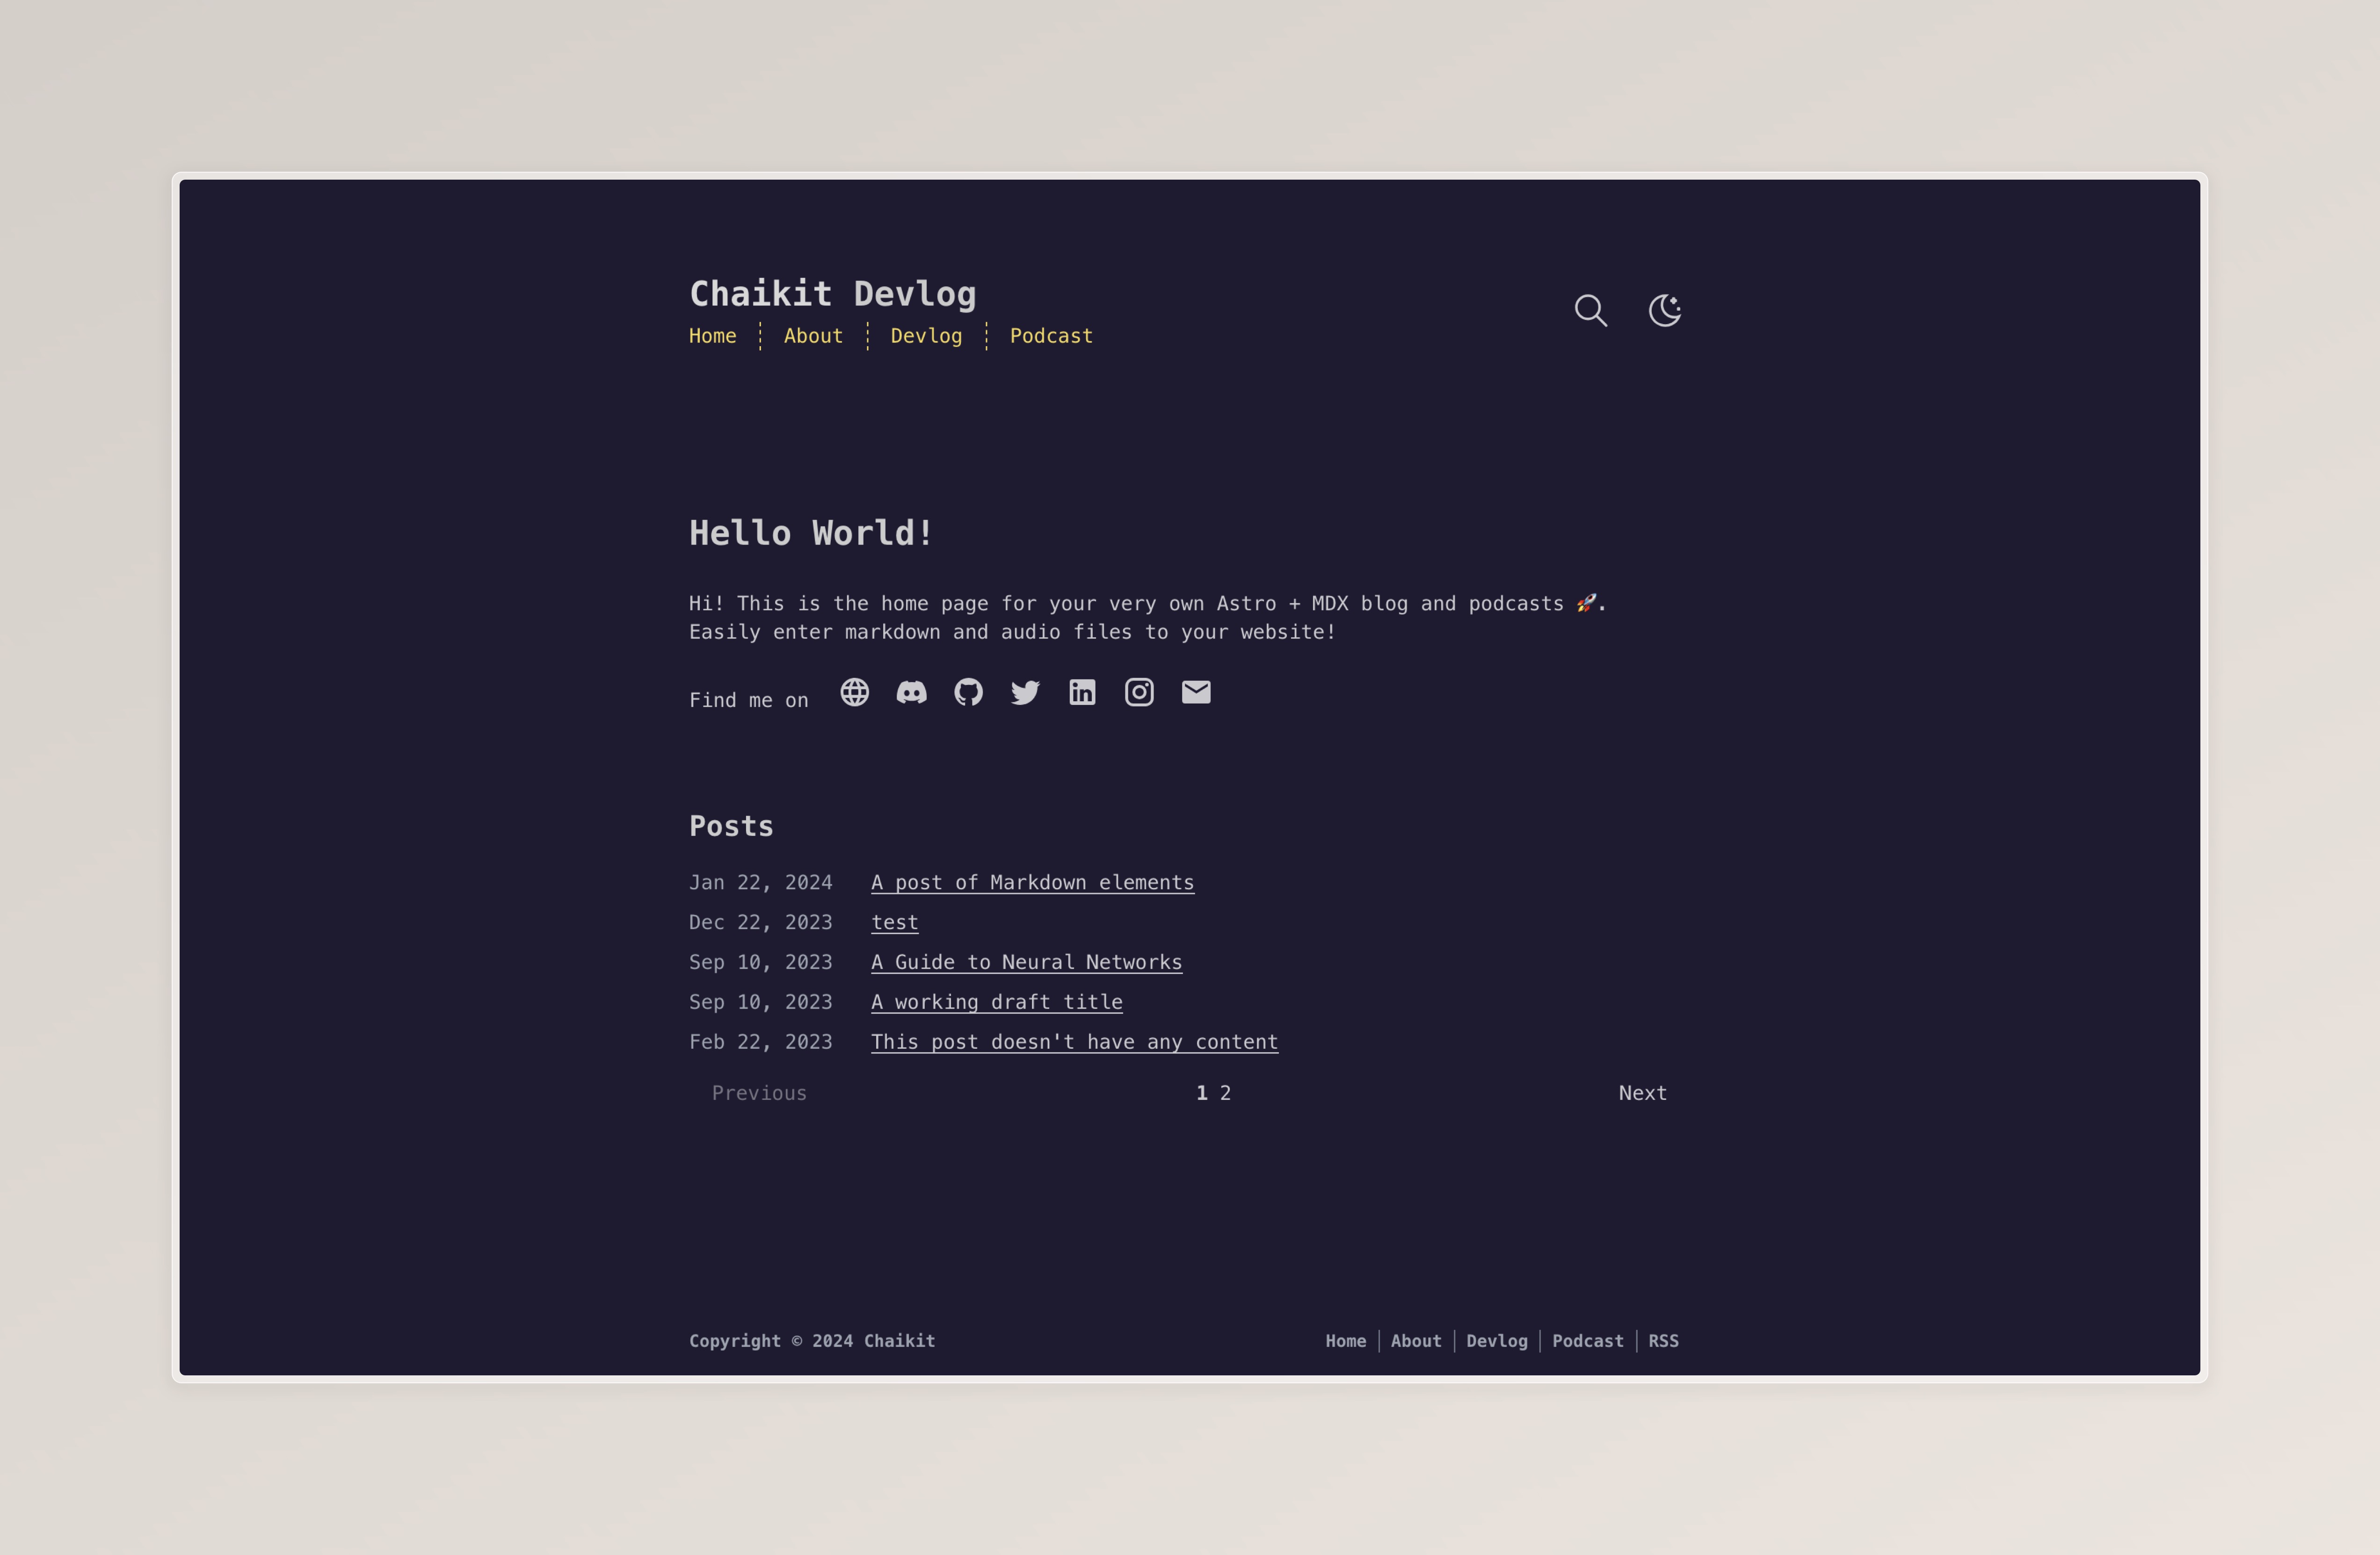 Chaikit Devlog
Home About Devlog Podcast
Hello World!
Hi! This is the home page for your very own Astro + MDX blog and podcasts 🚀.
Easily enter markdown and audio files to your website!
Find me on
Posts
Jan 22, 2024 A post of Markdown elements
Dec 22, 2023 test
Sep 10, 2023 A Guide to Neural Networks
Sep 10, 2023 A working draft title
Feb 22, 2023 This post doesn't have any content
Previous 1 2 Next
Copyright © 2024 Chaikit Home About Devlog Podcast RSS